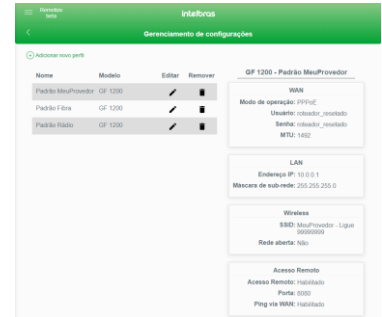 Remotize
beta
intelbras
Gerenciamento de configurações
Adicionar novo perfil
Nome Modelo Editar Remover
Padrão MeuProvedor GF 1200
Padrão Fibra GF 1200
Padrão Rádio GF 1200
GF 1200 - Padrão MeuProvedor
WAN
Modo de operação: PPPoE
Usuário: roteador_resetado
Senha: roteador_resetado
MTU: 1492
LAN
Endereço IP: 10.0.0.1
Máscara de sub-rede: 255.255.255.0
Wireless
SSID: MeuProvedor - Ligue
99999999
Rede aberta: Não
Acesso Remoto
Acesso Remoto: Habilitado
Porta: 8080
Ping via WAN: Habilitado